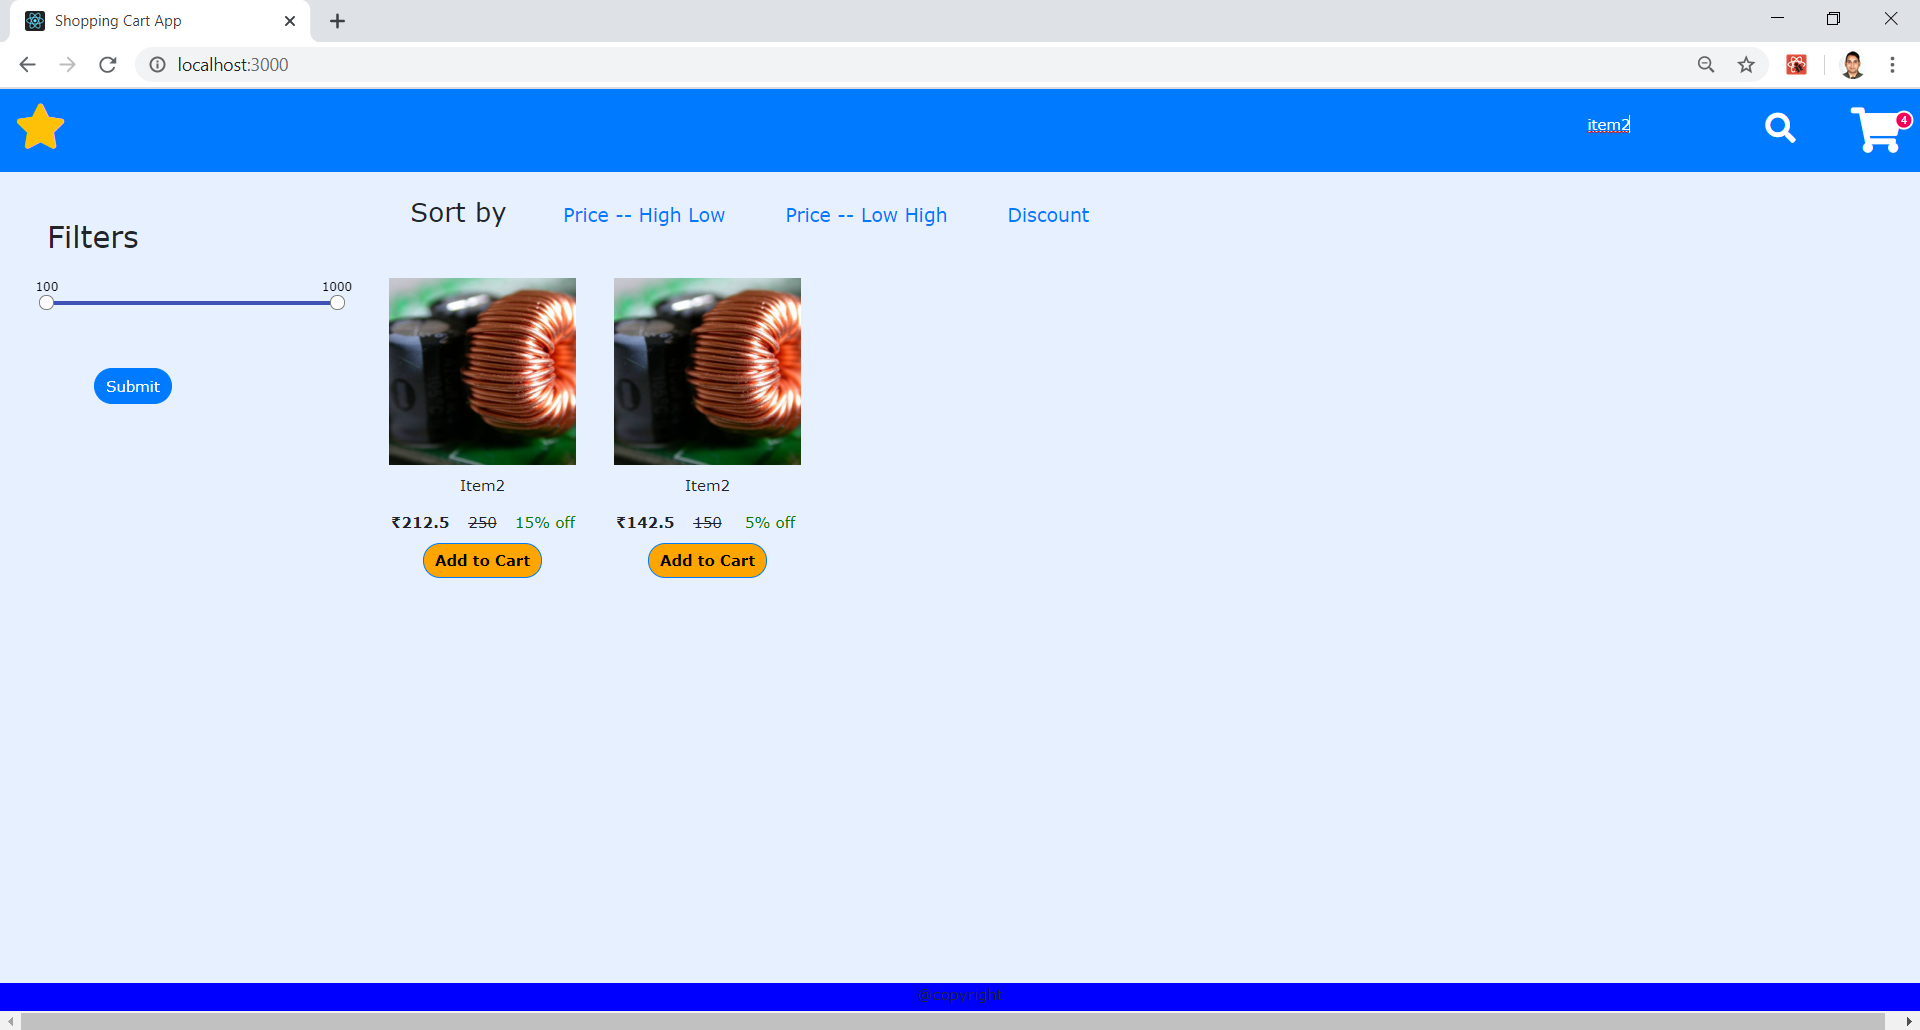 Shopping Cart App
localhost:3000
item2
4
Sort by
Price -- High Low
Price -- Low High
Discount
Filters
100 1000
Submit
Item2
₹212.5 250 15% off
Add to Cart
Item2
₹142.5 150 5% off
Add to Cart
@copyright